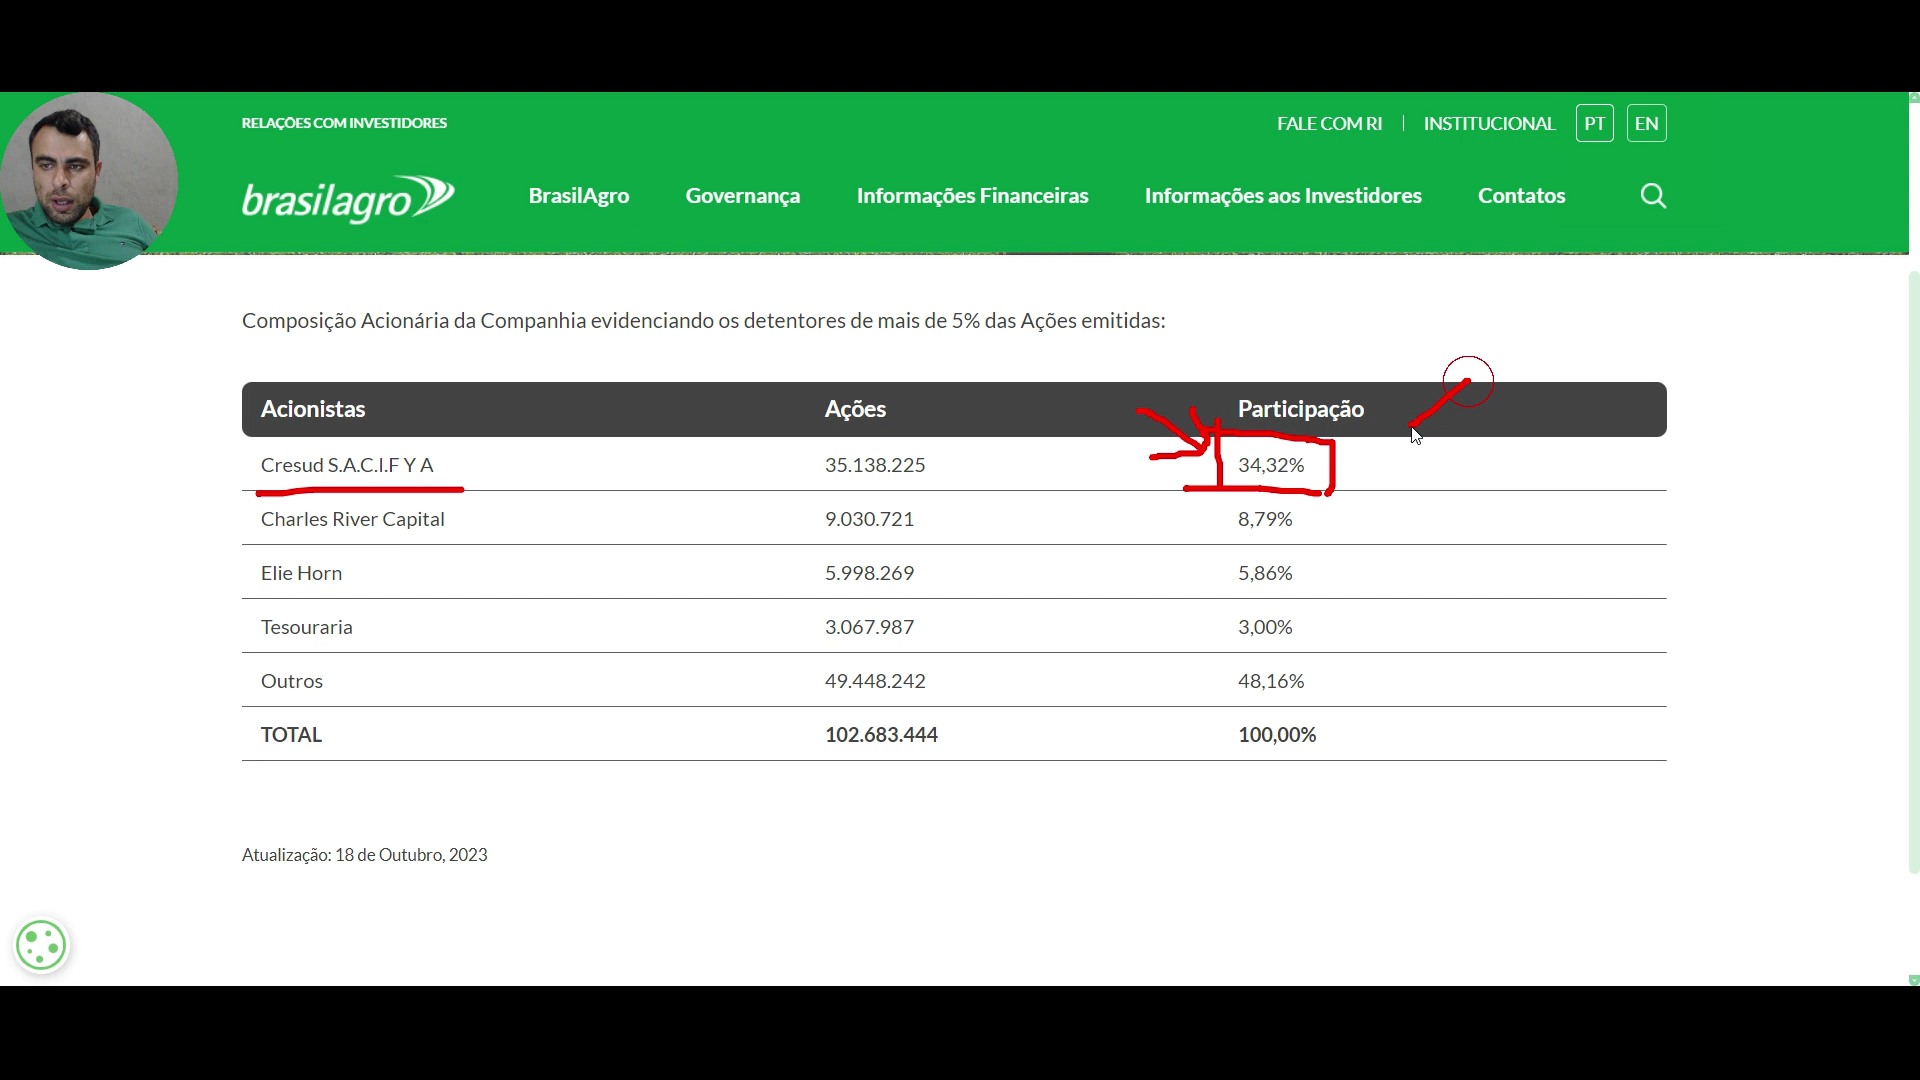 RELAÇÕES COM INVESTIDORES
FALE COM RI | INSTITUCIONAL PT EN
brasilagro BrasilAgro Governança Informações Financeiras Informações aos Investidores Contatos
Composição Acionária da Companhia evidenciando os detentores de mais de 5% das Ações emitidas:
Acionistas Ações Participação
Cresud S.A.C.I.F Y A 35.138.225 34,32%
Charles River Capital 9.030.721 8,79%
Elie Horn 5.998.269 5,86%
Tesouraria 3.067.987 3,00%
Outros 49.448.242 48,16%
TOTAL 102.683.444 100,00%
Atualização: 18 de Outubro, 2023